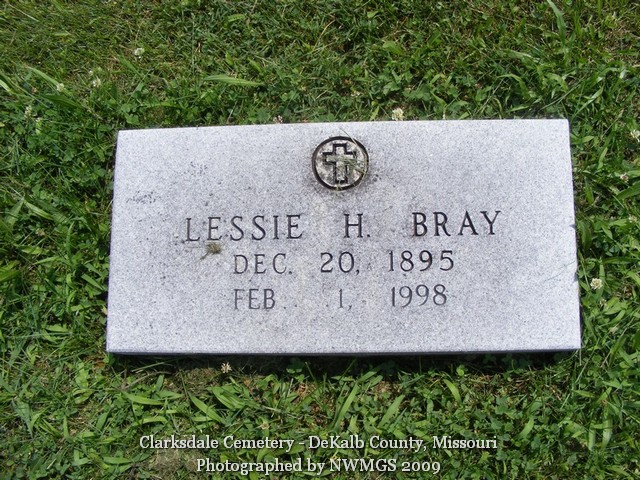 LESSIE H. BRAY
DEC. 20, 1895
FEB. 1, 1998
Clarksdale Cemetery - DeKalb County, Missouri
Photographed by NWMGS 2009